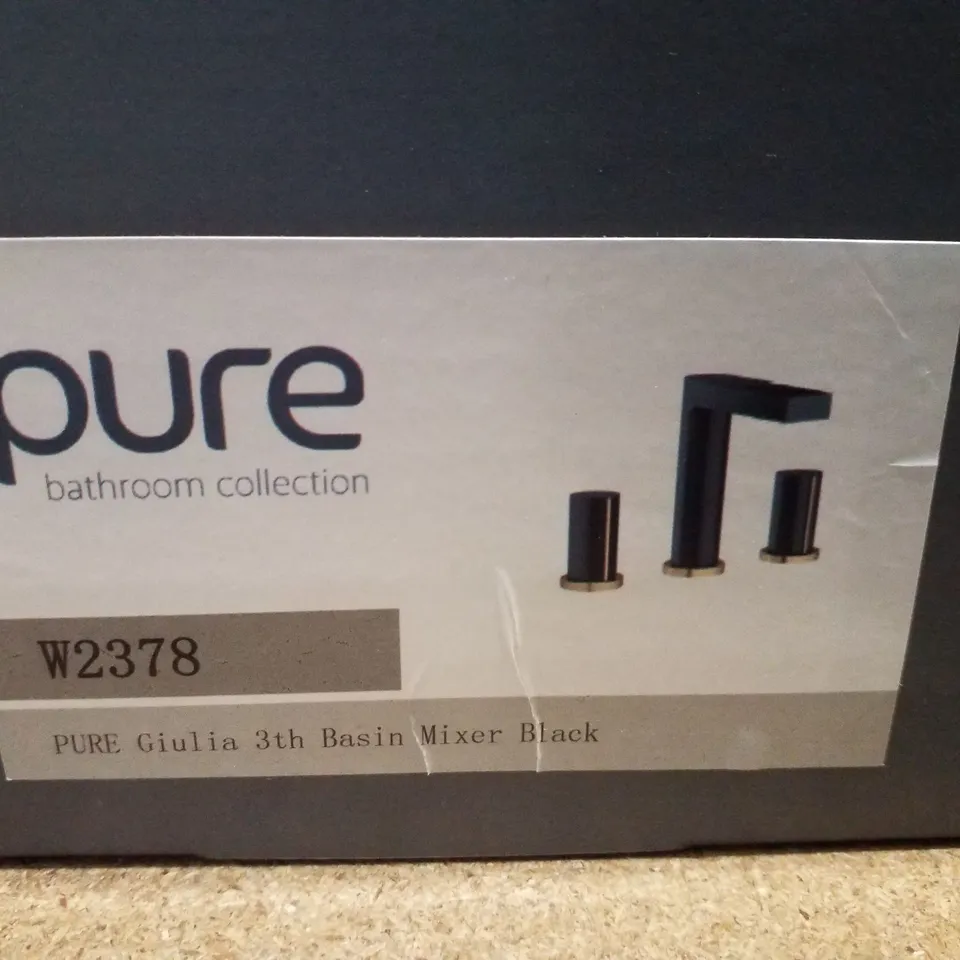 pure
bathroom collection
W2378
PURE Giulia 3th Basin Mixer Black